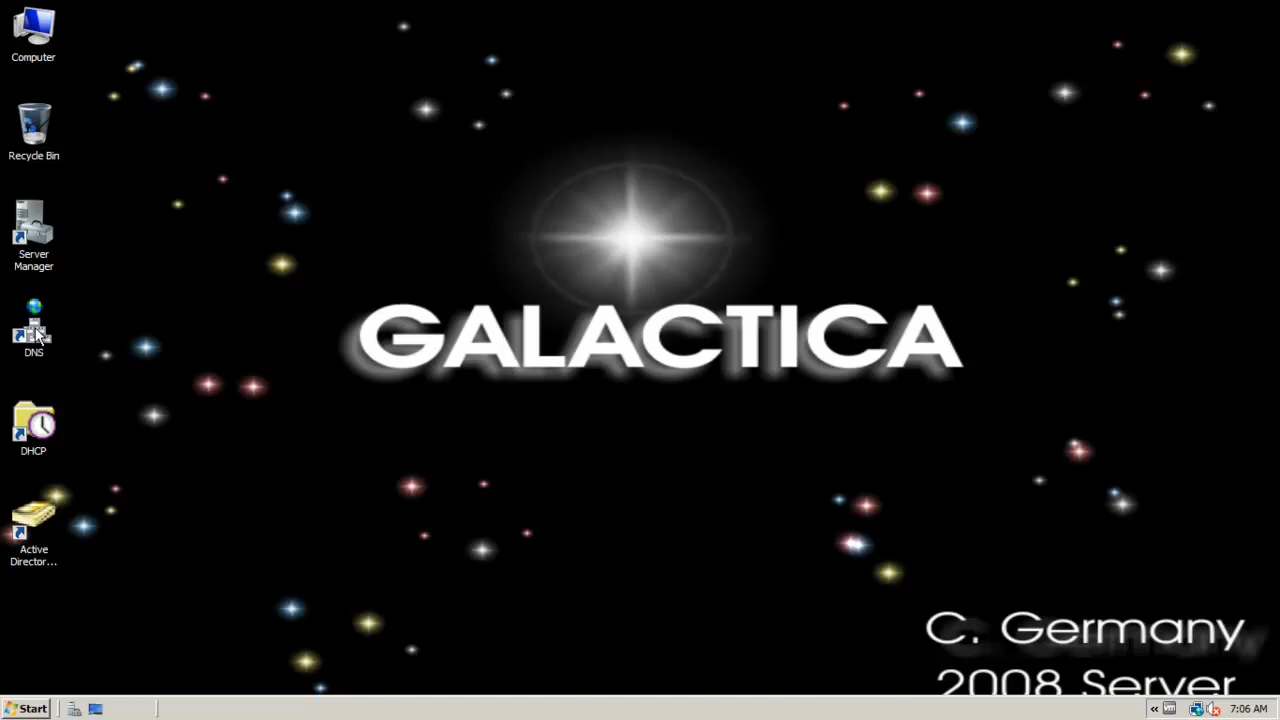 Computer
Recycle Bin
Server
Manager
DNS
DHCP
Active
Director...
GALACTICA
C. Germany
2008 Server
Start
«
7:06 AM